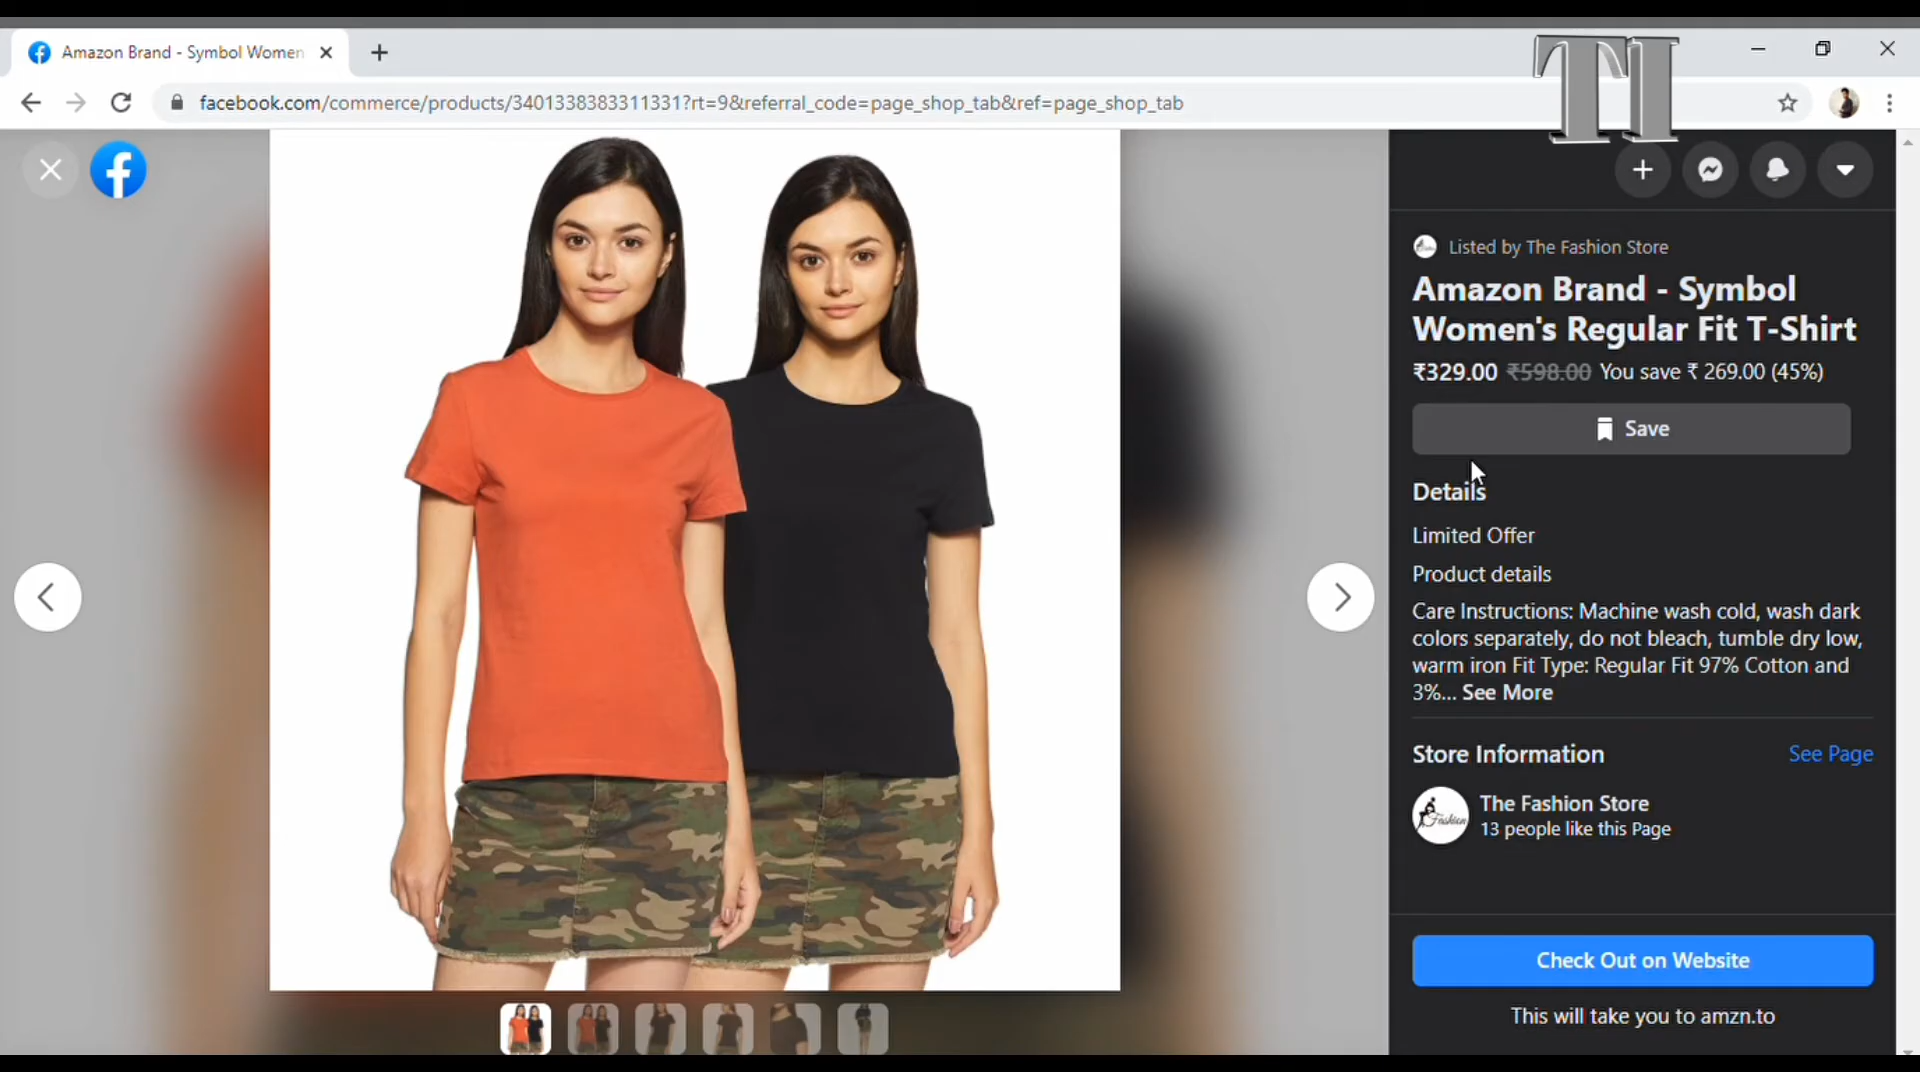 Amazon Brand - Symbol Women
TI
facebook.com/commerce/products/3401338383311331?rt=9&referral_code=page_shop_tab&ref=page_shop_tab
Listed by The Fashion Store
Amazon Brand - Symbol
Women's Regular Fit T-Shirt
₹329.00 ₹598.00 You save ₹ 269.00 (45%)
Save
Details
Limited Offer
Product details
Care Instructions: Machine wash cold, wash dark
colors separately, do not bleach, tumble dry low,
warm iron Fit Type: Regular Fit 97% Cotton and
3%... See More
Store Information
See Page
Fashion
The Fashion Store
13 people like this Page
Check Out on Website
This will take you to amzn.to